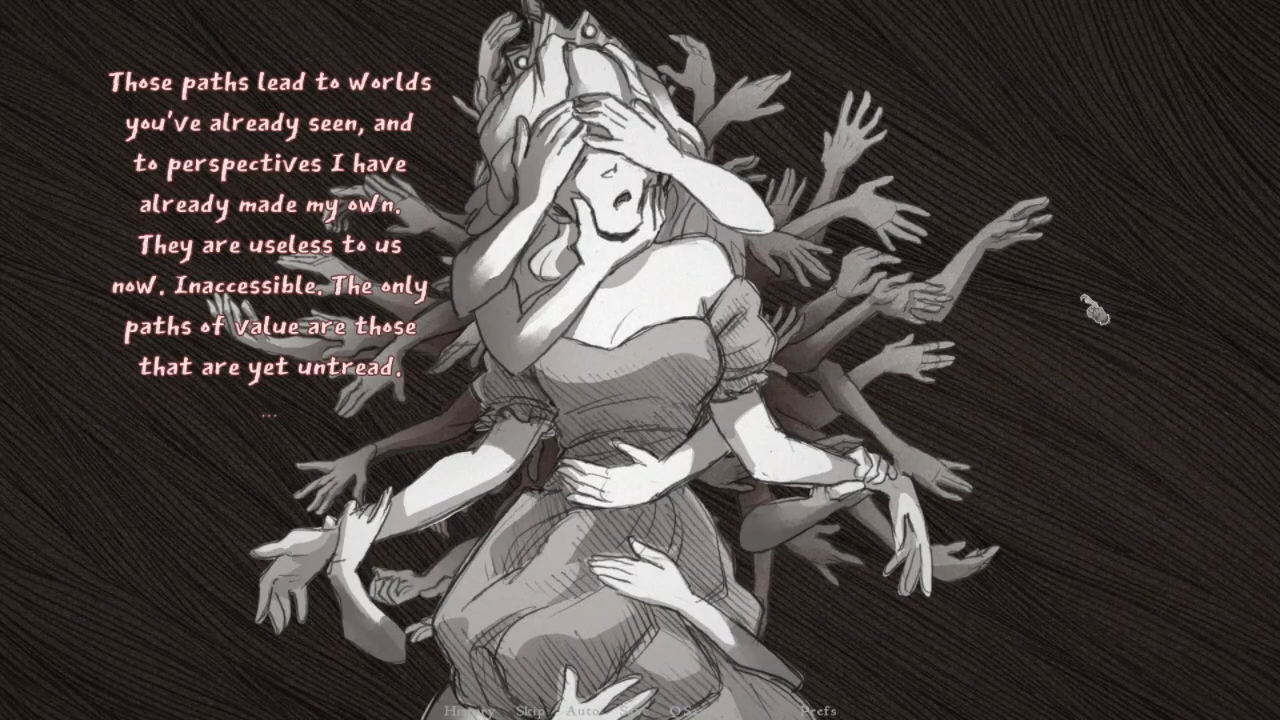 Those paths lead to worlds
you've already seen, and
to perspectives I have
already made my own.
They are useless to us
now. Inaccessible. The only
paths of value are those
that are yet untread.
...
History Skip Auto Save Prefs